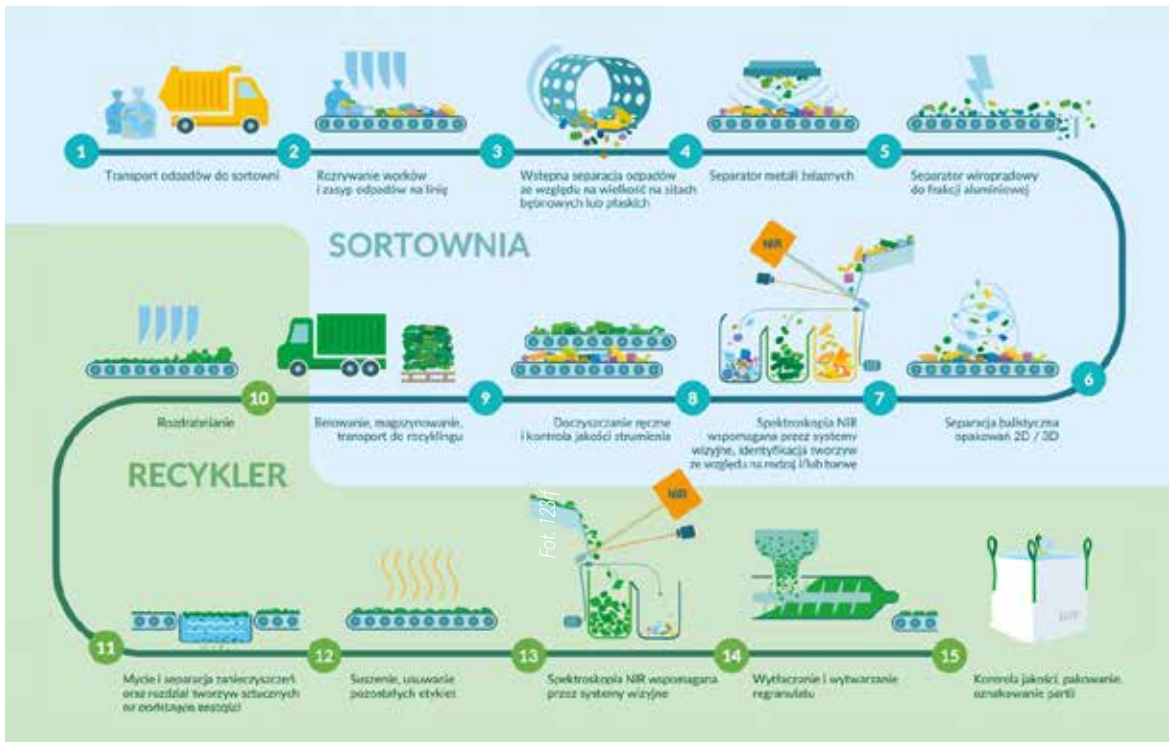 1
Transport odpadów do sortowni
2
Rozrywanie worków
i zasyp odpadów na linię
3
Wstępna separacja odpadów
ze względu na wielkość na sitach
bębnowych lub płaskich
4
Separator metali żelaznych
5
Separator wiroprądowy
do frakcji aluminiowej
SORTOWNIA
NIR
6
Separacja balistyczna
opakowań 2D / 3D
7
Spektroskopia NIR
wspomagana przez systemy
wizyjne, identyfikacja tworzyw
ze względu na rodzaj i/lub barwę
8
Doczyszczanie ręczne
i kontrola jakości strumienia
9
Belowanie, magazynowanie,
transport do recyklingu
10
Rozdrabnianie
RECYKLER
NIR
Fot. 123rf
11
Mycie i separacja zanieczyszczeń
oraz rozdział tworzyw sztucznych
na podstawie gęstości
12
Suszenie, usuwanie
pozostałych etykiet
13
Spektroskopia NIR wspomagana
przez systemy wizyjne
14
Wytłaczanie i wytwarzanie
regranulatu
15
Kontrola jakości, pakowanie,
oznakowanie partii